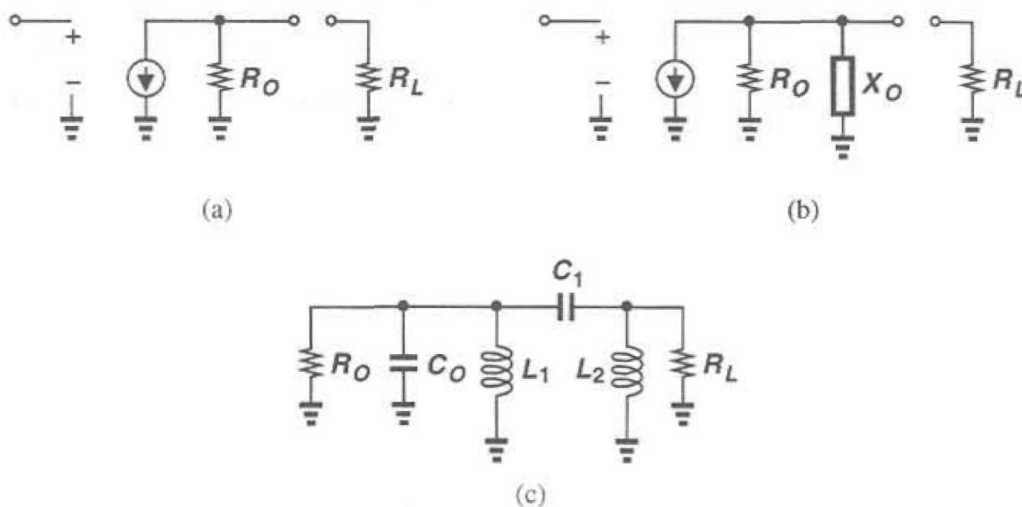 +
−
R_O
R_L
(a)
+
−
R_O
X_O
R_L
(b)
C_1
R_O
C_O
L_1
L_2
R_L
(c)